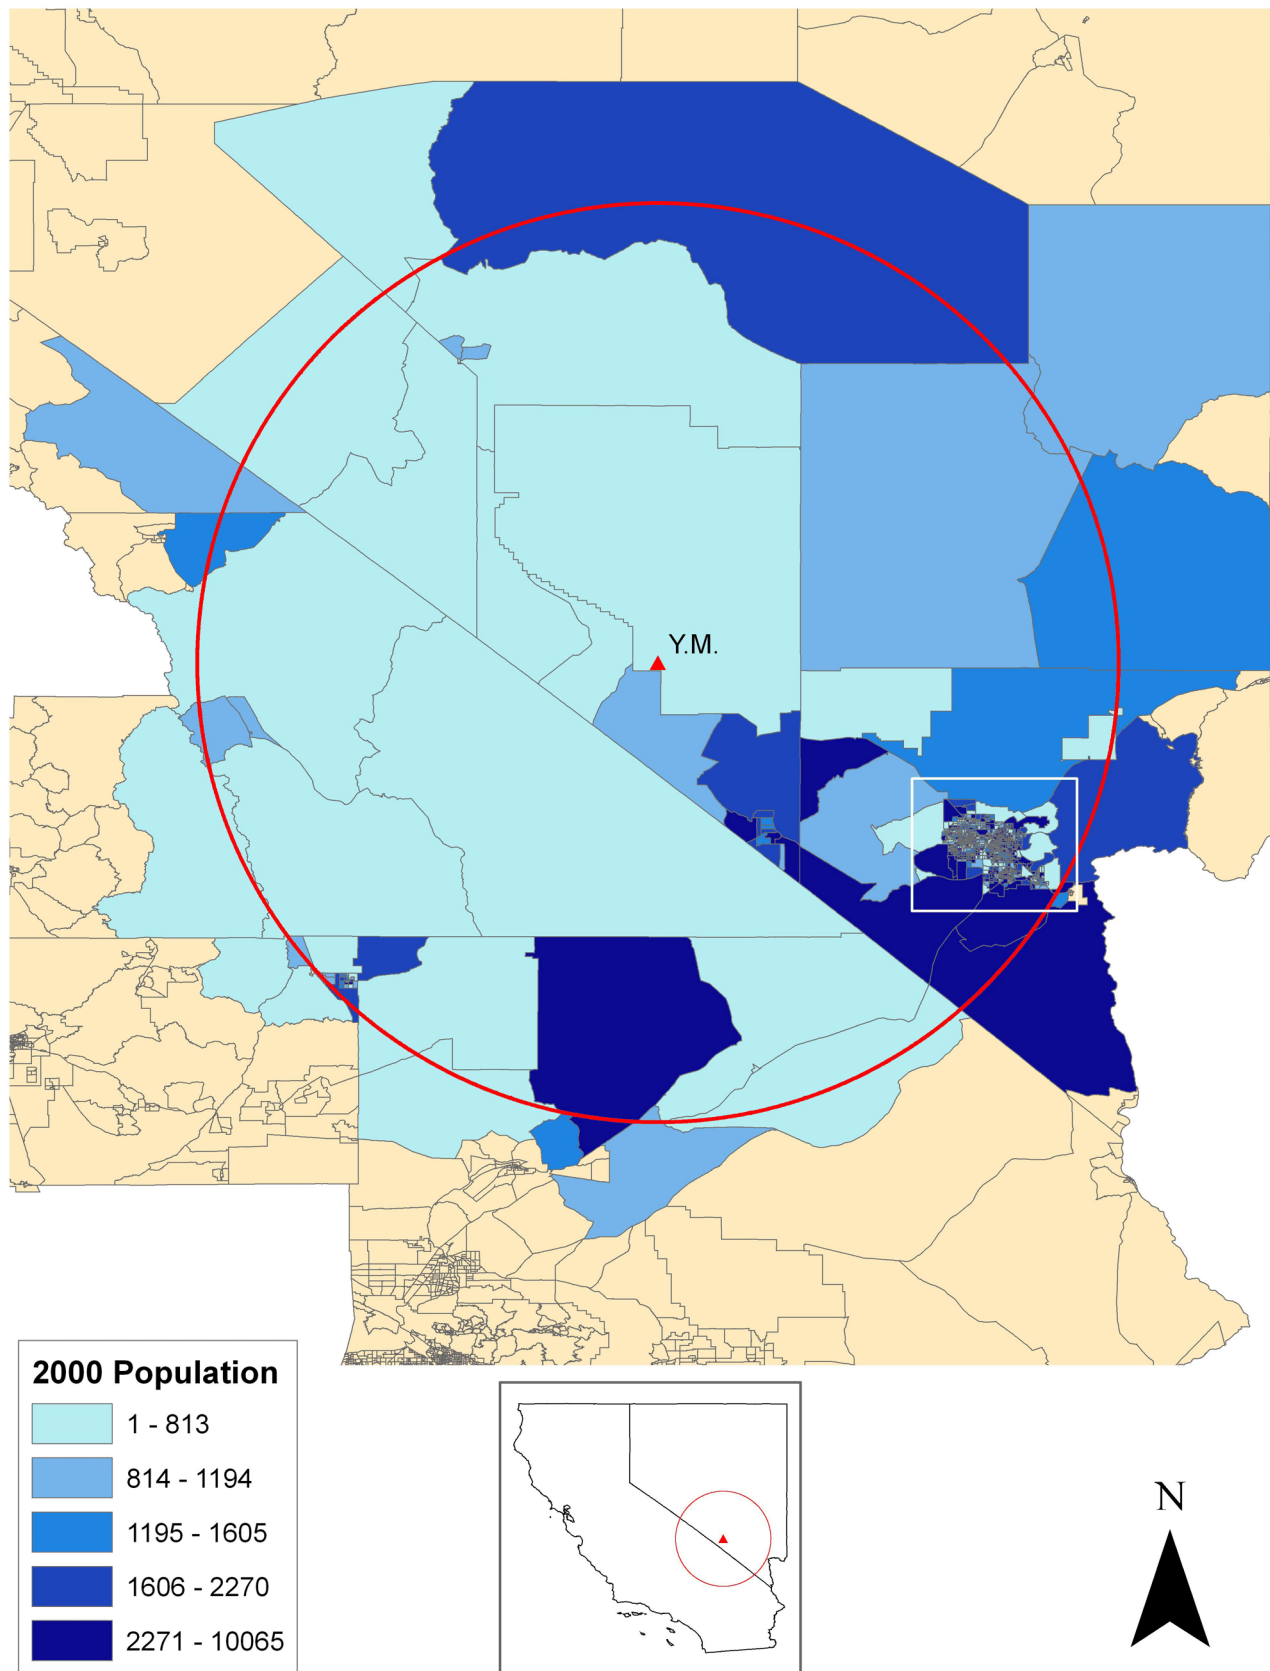 Y.M.
2000 Population
1 - 813
814 - 1194
1195 - 1605
1606 - 2270
2271 - 10065
N